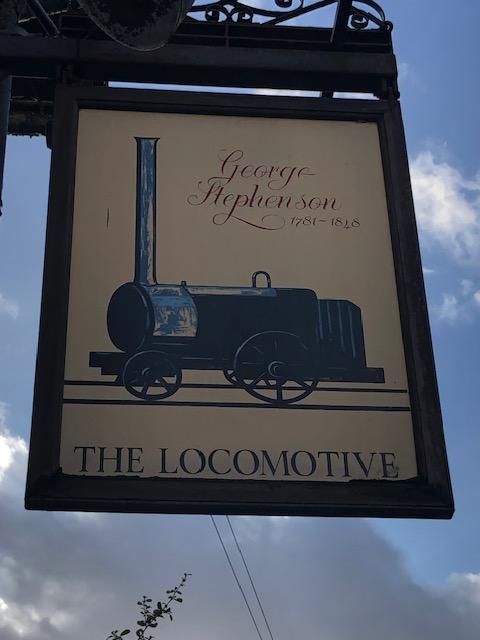 George
Stephenson
1781-1848
THE LOCOMOTIVE